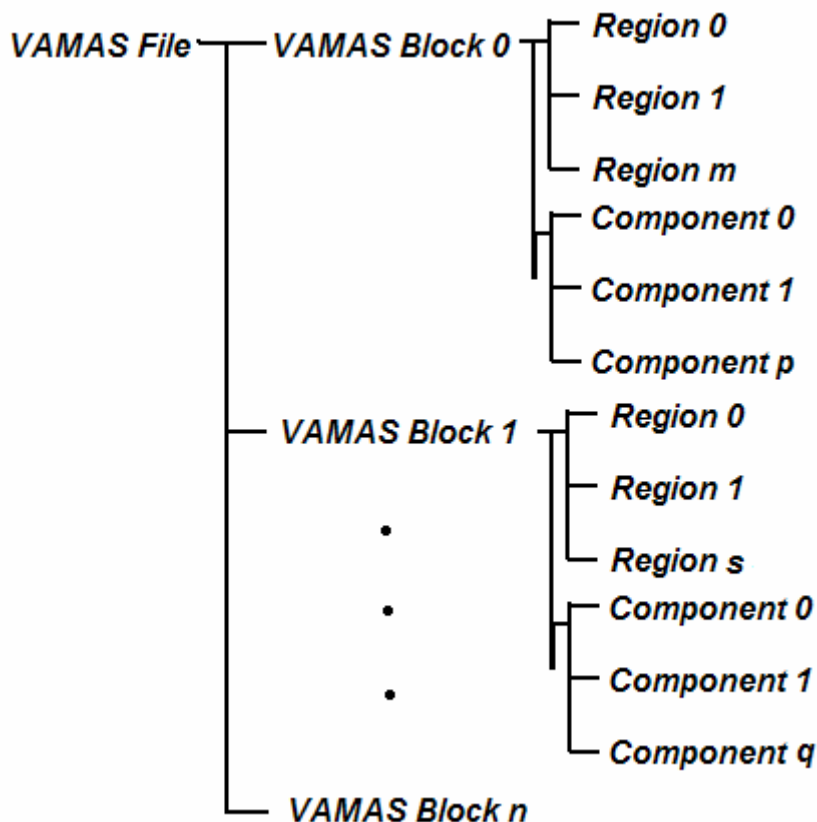 VAMAS File
VAMAS Block 0
Region 0
Region 1
Region m
Component 0
Component 1
Component p
VAMAS Block 1
Region 0
Region 1
Region s
Component 0
Component 1
Component q
VAMAS Block n